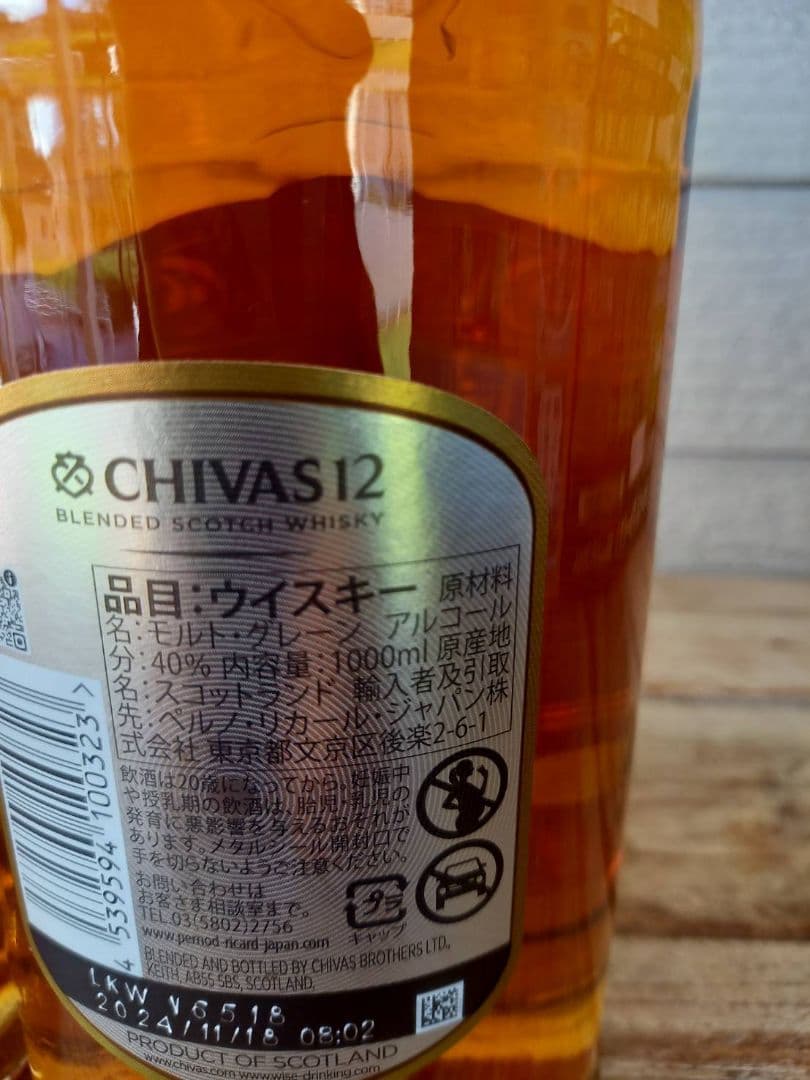 CHIVAS 12
BLENDED SCOTCH WHISKY
品目:ウイスキー 原材料
名:モルト・グレーン アルコール
分:40% 内容量:1000ml 原産地
名:スコットランド 輸入者及引取
先:ペルノ・リカール・ジャパン株
式会社 東京都文京区後楽2-6-1
飲酒は20歳になってから。妊娠中
や授乳期の飲酒は、胎児・乳児の
発育に悪影響を与えるおそれが
あります。メタルシール開封口で
手を切らないようご注意ください。
お問い合わせは
お客さま相談室まで。
TEL.03(5802)2756
www.pernod-ricard-japan.com
キャップ
4 539594 100323 >
BLENDED AND BOTTLED BY CHIVAS BROTHERS LTD.,
KEITH, AB55 5BS, SCOTLAND.
LKW V6518
2024/11/18 08:02
PRODUCT OF SCOTLAND
www.chivas.com www.wise-drinking.com